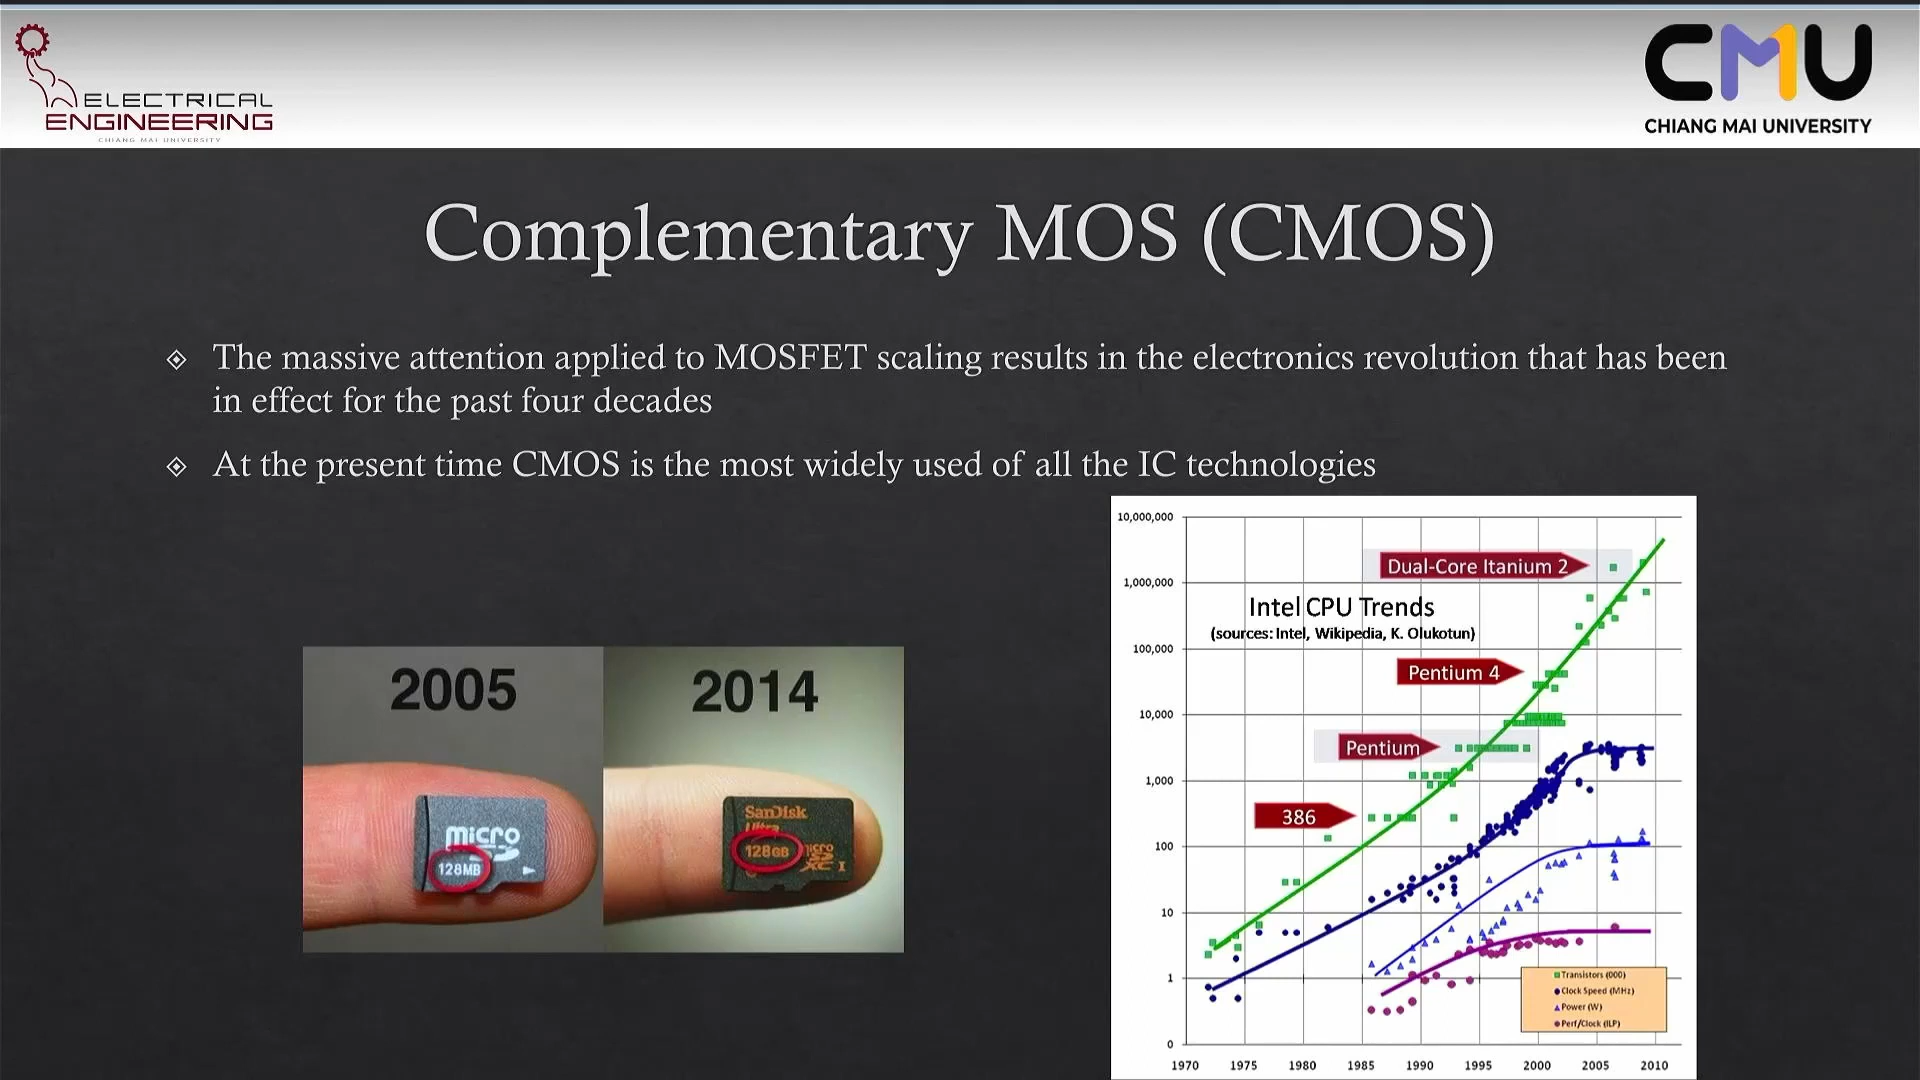 ELECTRICAL
ENGINEERING
CHIANG MAI UNIVERSITY
CMU
CHIANG MAI UNIVERSITY
Complementary MOS (CMOS)
The massive attention applied to MOSFET scaling results in the electronics revolution that has been
in effect for the past four decades
At the present time CMOS is the most widely used of all the IC technologies
2005
micro
128MB
2014
SanDisk
Ultra
128GB
micro
I
10,000,000
1,000,000
100,000
10,000
1,000
100
10
1
0
Dual-Core Itanium 2
Intel CPU Trends
(sources: Intel, Wikipedia, K. Olukotun)
Pentium 4
Pentium
386
Transistors (000)
Clock Speed (MHz)
Power (W)
Perf/Clock (ILP)
1970 1975 1980 1985 1990 1995 2000 2005 2010